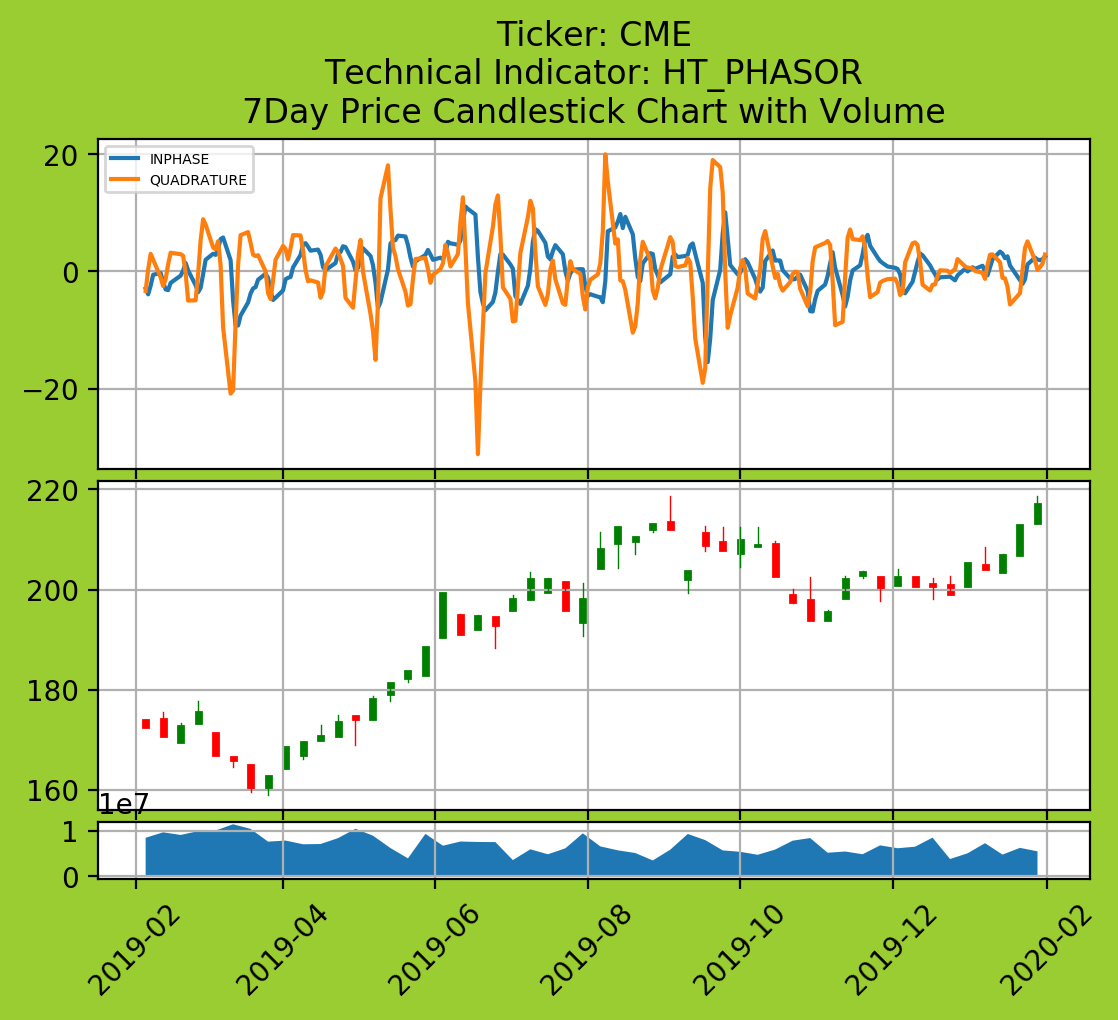 Ticker: CME
Technical Indicator: HT_PHASOR
7Day Price Candlestick Chart with Volume
INPHASE
QUADRATURE
20
0
−20
220
200
180
160
1e7
1
0
2019-02
2019-04
2019-06
2019-08
2019-10
2019-12
2020-02